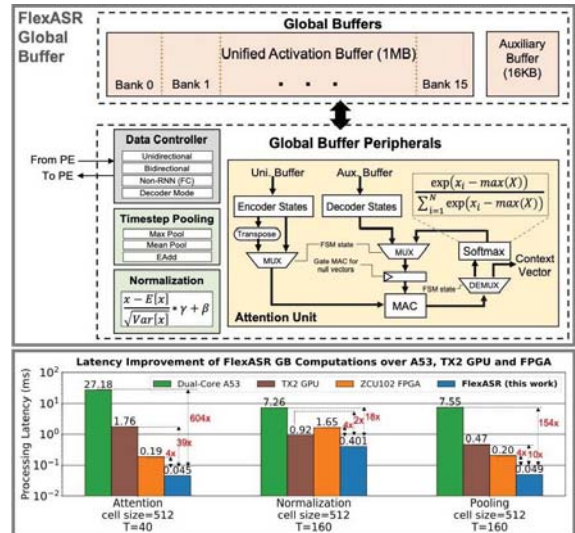 FlexASR
Global
Buffer
Global Buffers
Unified Activation Buffer (1MB)
Bank 0
Bank 1
. . .
Bank 15
Auxiliary
Buffer
(16KB)
Global Buffer Peripherals
From PE
To PE
Data Controller
Unidirectional
Bidirectional
Non-RNN (FC)
Decoder Mode
Timestep Pooling
Max Pool
Mean Pool
EAdd
Normalization
x − E[x]
√Var[x]
* γ + β
Uni. Buffer
Aux. Buffer
Encoder States
Decoder States
Transpose
MUX
FSM state
MUX
Gate MAC for
null vectors
FSM state
MAC
exp(x_i − max(X))
∑_{i=1}^{N} exp(x_i − max(X))
Softmax
DEMUX
Context
Vector
Attention Unit
Latency Improvement of FlexASR GB Computations over A53, TX2 GPU and FPGA
Processing Latency (ms)
10²
10¹
10⁰
10⁻¹
10⁻²
Dual-Core A53
TX2 GPU
ZCU102 FPGA
FlexASR (this work)
27.18
1.76
0.19
0.045
4x
39x
604x
7.26
0.92
1.65
0.401
4x
2x
18x
7.55
0.47
0.20
0.049
4x
10x
154x
Attention
cell size=512
T=40
Normalization
cell size=512
T=160
Pooling
cell size=512
T=160